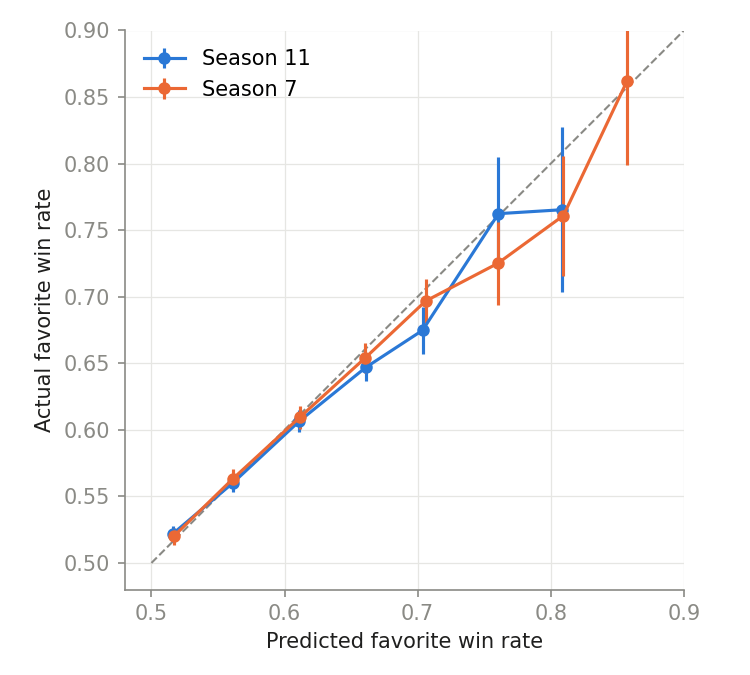 Season 11
Season 7
0.90
0.85
0.80
0.75
0.70
0.65
0.60
0.55
0.50
Actual favorite win rate
0.5 0.6 0.7 0.8 0.9
Predicted favorite win rate